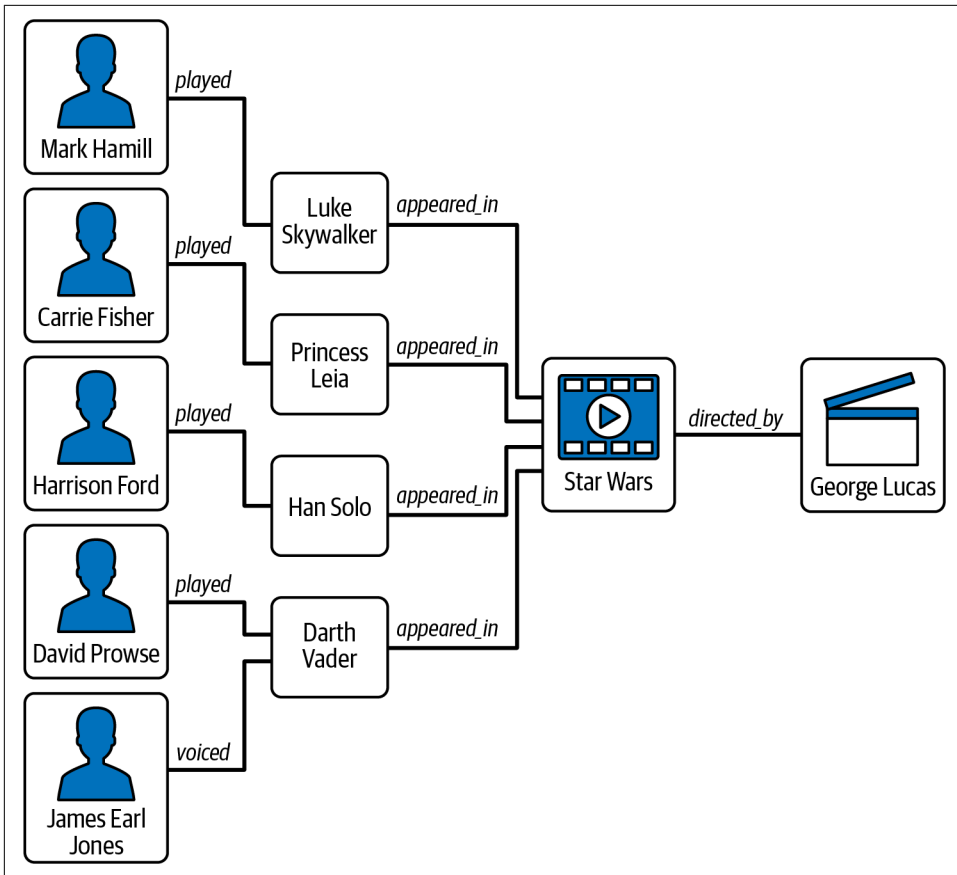 played
Mark Hamill
Luke
Skywalker
appeared_in
played
Carrie Fisher
Princess
Leia
appeared_in
played
Harrison Ford
Han Solo
appeared_in
Star Wars
directed_by
George Lucas
played
David Prowse
Darth
Vader
appeared_in
voiced
James Earl
Jones